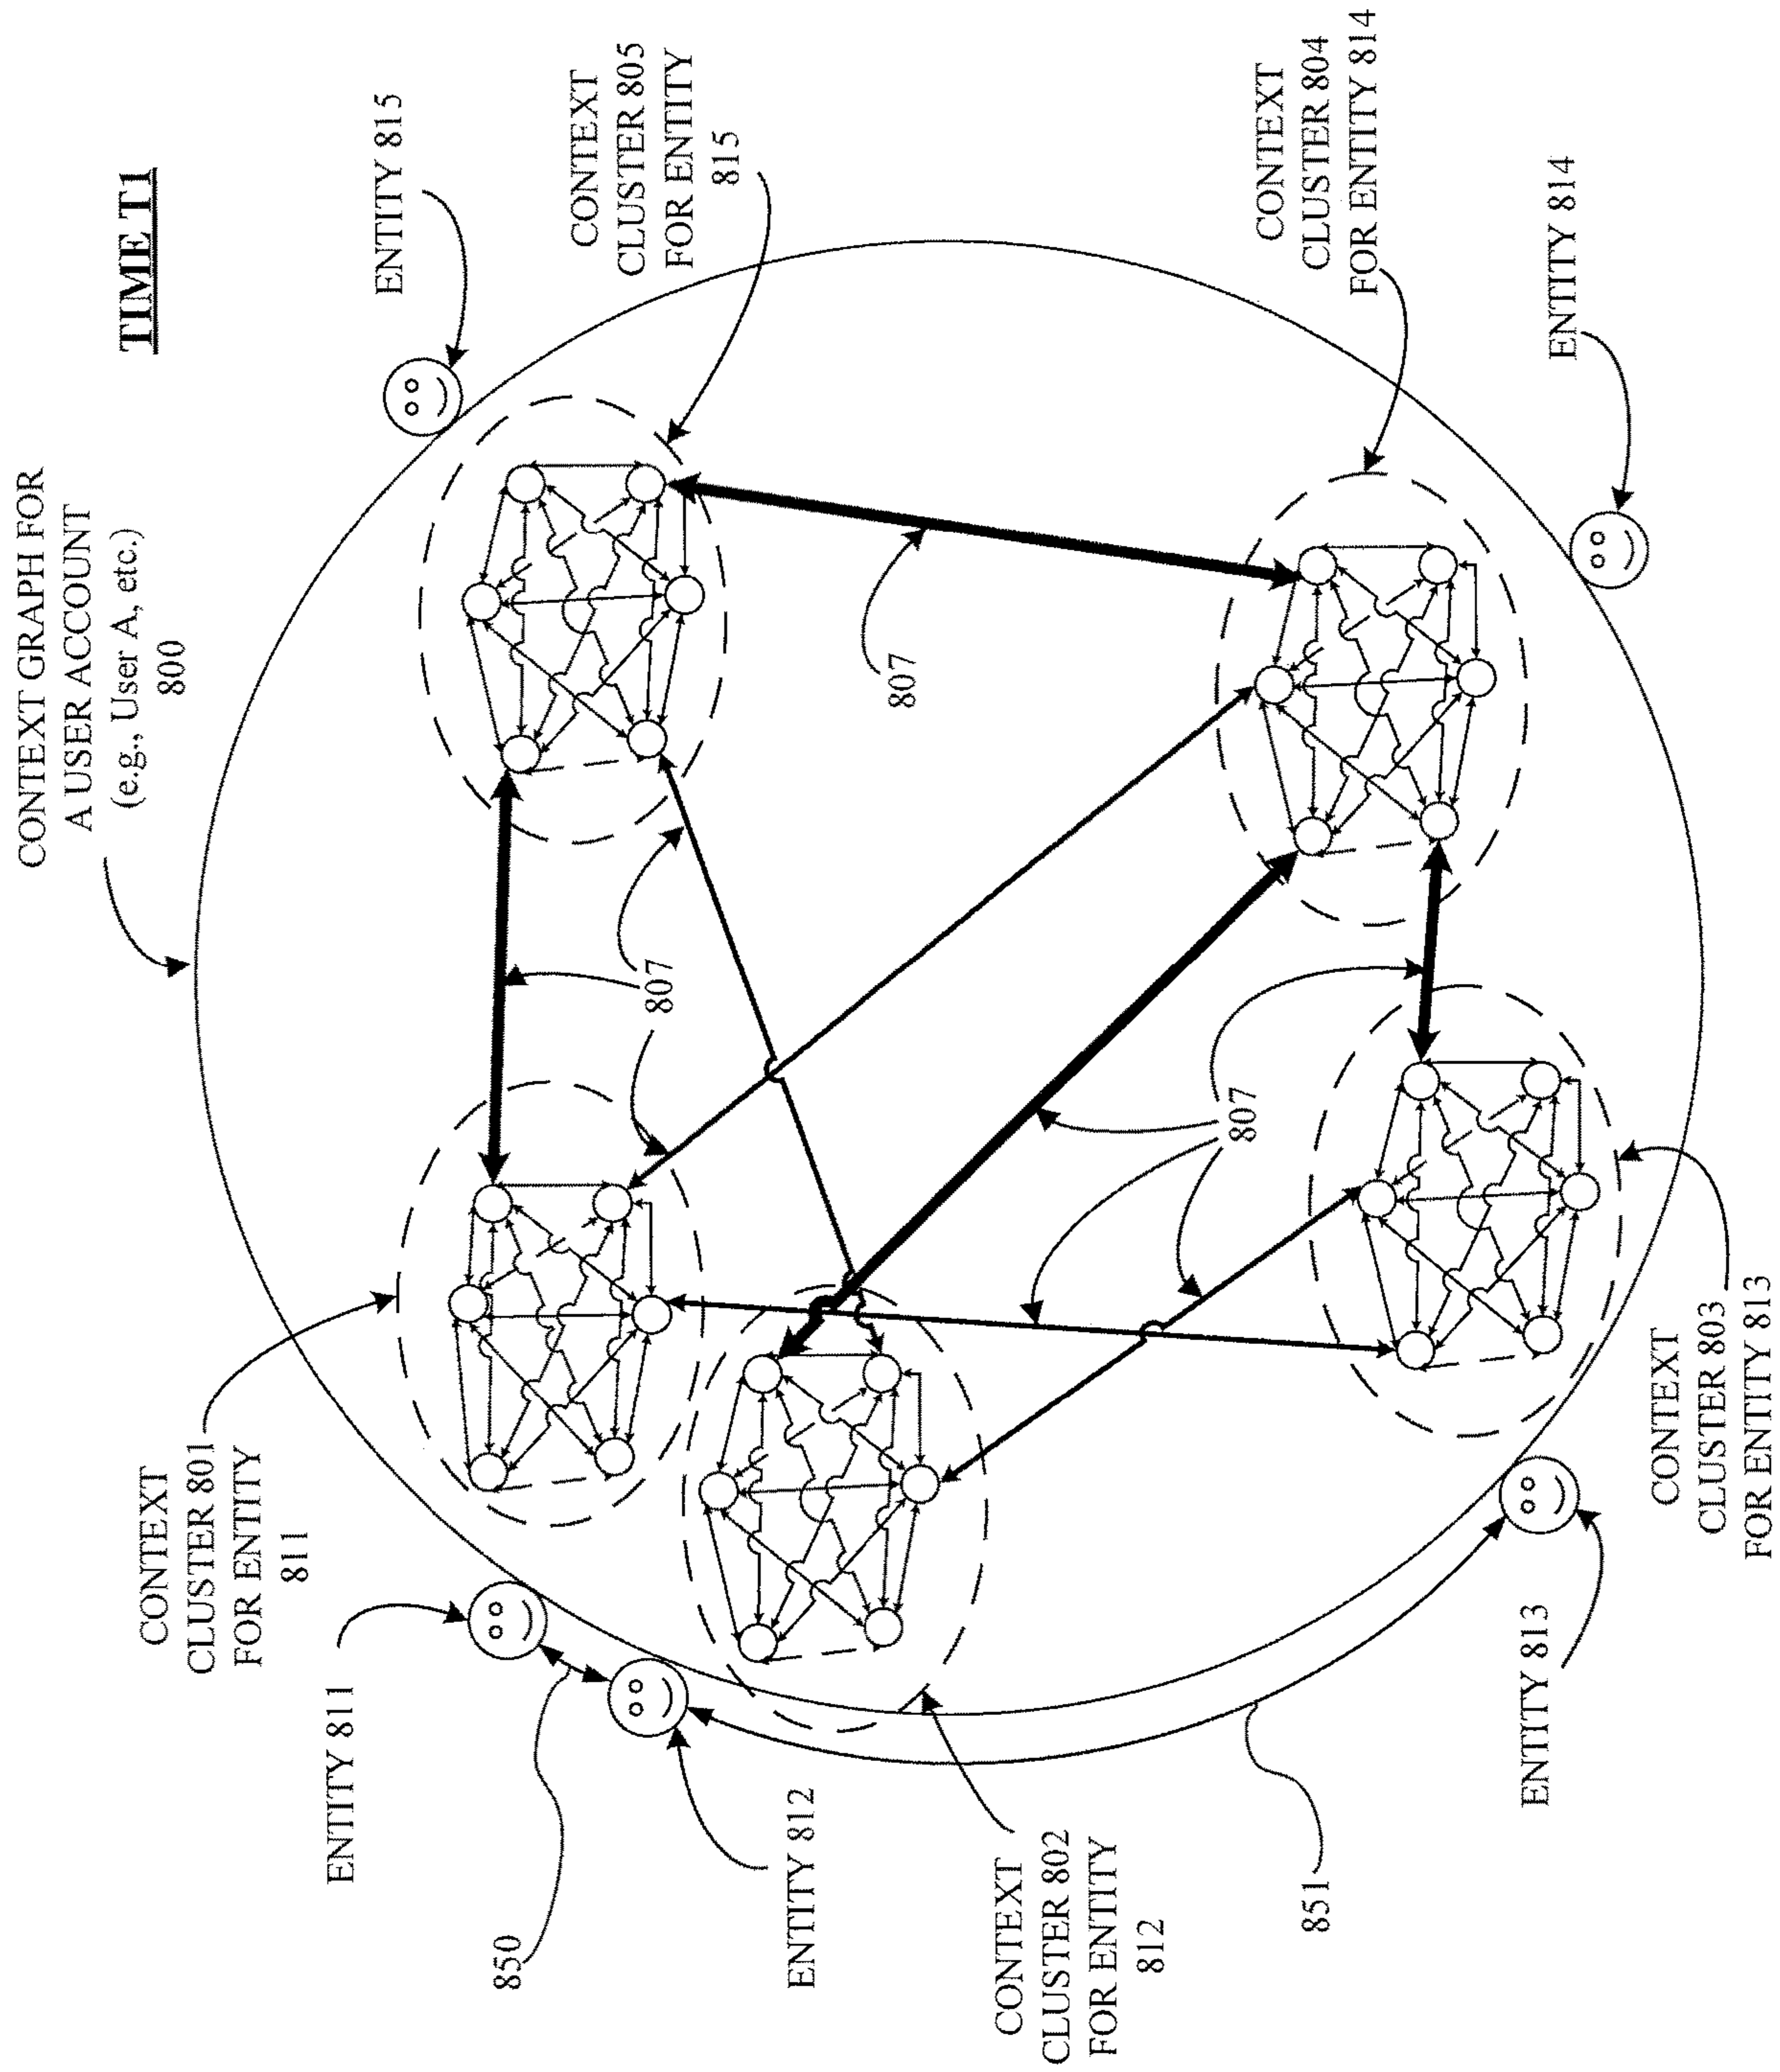 TIME T1
CONTEXT GRAPH FOR
A USER ACCOUNT
(e.g., User A, etc.)
800
ENTITY 815
CONTEXT
CLUSTER 805
FOR ENTITY
815
CONTEXT
CLUSTER 804
FOR ENTITY 814
ENTITY 814
807
807
807
CONTEXT
CLUSTER 801
FOR ENTITY
811
ENTITY 811
850
ENTITY 812
CONTEXT
CLUSTER 802
FOR ENTITY
812
851
ENTITY 813
CONTEXT
CLUSTER 803
FOR ENTITY 813